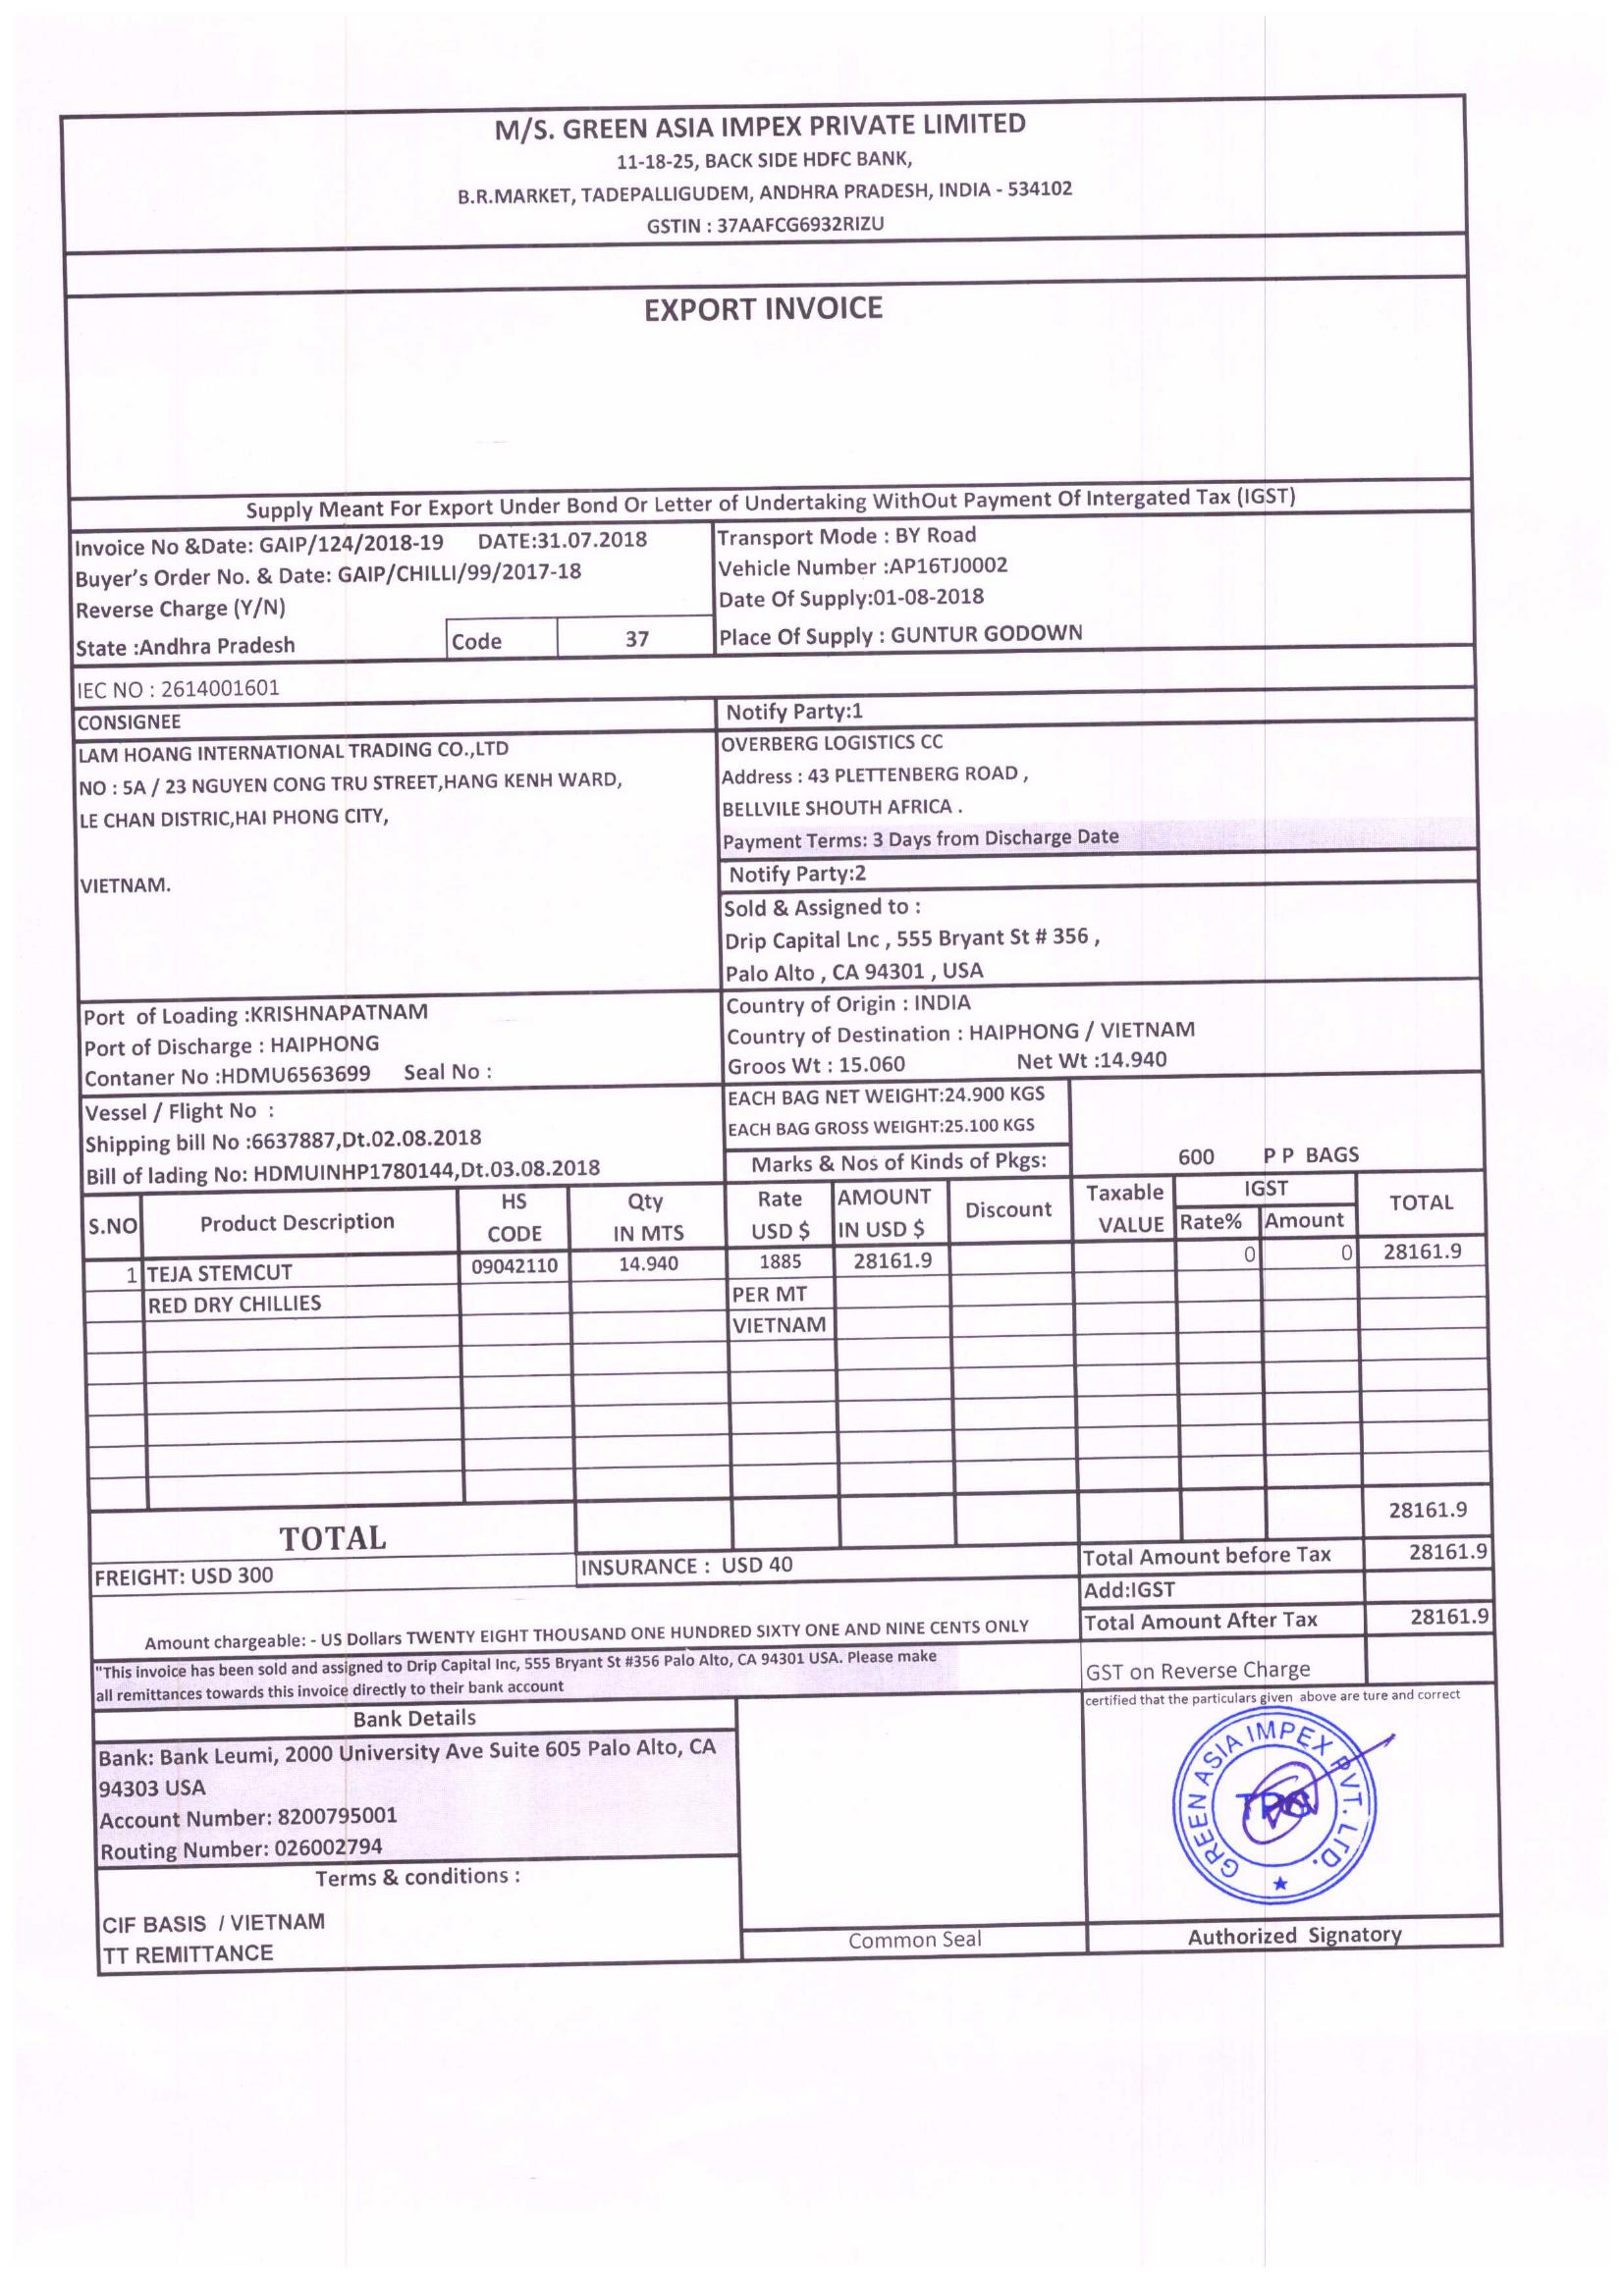 M/S. GREEN ASIA IMPEX PRIVATE LIMITED
11-18-25, BACK SIDE HDFC BANK,
B.R.MARKET, TADEPALLIGUDEM, ANDHRA PRADESH, INDIA - 534102
GSTIN : 37AAFCG6932RIZU
EXPORT INVOICE
Supply Meant For Export Under Bond Or Letter of Undertaking WithOut Payment Of Intergated Tax (IGST)
Invoice No &Date: GAIP/124/2018-19 DATE:31.07.2018
Buyer's Order No. & Date: GAIP/CHILLI/99/2017-18
Reverse Charge (Y/N)
State :Andhra Pradesh Code 37
Transport Mode : BY Road
Vehicle Number :AP16TJ0002
Date Of Supply:01-08-2018
Place Of Supply : GUNTUR GODOWN
IEC NO : 2614001601
CONSIGNEE
LAM HOANG INTERNATIONAL TRADING CO.,LTD
NO : 5A / 23 NGUYEN CONG TRU STREET,HANG KENH WARD,
LE CHAN DISTRIC,HAI PHONG CITY,
VIETNAM.
Notify Party:1
OVERBERG LOGISTICS CC
Address : 43 PLETTENBERG ROAD ,
BELLVILE SHOUTH AFRICA .
Payment Terms: 3 Days from Discharge Date
Notify Party:2
Sold & Assigned to :
Drip Capital Lnc , 555 Bryant St # 356 ,
Palo Alto , CA 94301 , USA
Port of Loading :KRISHNAPATNAM
Port of Discharge : HAIPHONG
Contaner No :HDMU6563699 Seal No :
Country of Origin : INDIA
Country of Destination : HAIPHONG / VIETNAM
Groos Wt : 15.060 Net Wt :14.940
Vessel / Flight No :
Shipping bill No :6637887,Dt.02.08.2018
Bill of lading No: HDMUINHP1780144,Dt.03.08.2018
EACH BAG NET WEIGHT:24.900 KGS
EACH BAG GROSS WEIGHT:25.100 KGS
Marks & Nos of Kinds of Pkgs: 600 P P BAGS
S.NO Product Description HS CODE Qty IN MTS Rate USD $ AMOUNT IN USD $ Discount Taxable VALUE IGST Rate% Amount TOTAL
1 TEJA STEMCUT 09042110 14.940 1885 28161.9 0 0 28161.9
RED DRY CHILLIES PER MT
VIETNAM
TOTAL 28161.9
FREIGHT: USD 300 INSURANCE : USD 40
Total Amount before Tax 28161.9
Add:IGST
Total Amount After Tax 28161.9
Amount chargeable: - US Dollars TWENTY EIGHT THOUSAND ONE HUNDRED SIXTY ONE AND NINE CENTS ONLY
"This invoice has been sold and assigned to Drip Capital Inc, 555 Bryant St #356 Palo Alto, CA 94301 USA. Please make
all remittances towards this invoice directly to their bank account
GST on Reverse Charge
certified that the particulars given above are ture and correct
Bank Details
Bank: Bank Leumi, 2000 University Ave Suite 605 Palo Alto, CA
94303 USA
Account Number: 8200795001
Routing Number: 026002794
Terms & conditions :
CIF BASIS / VIETNAM
TT REMITTANCE
GREEN ASIA IMPEX PVT. LTD.
Common Seal
Authorized Signatory